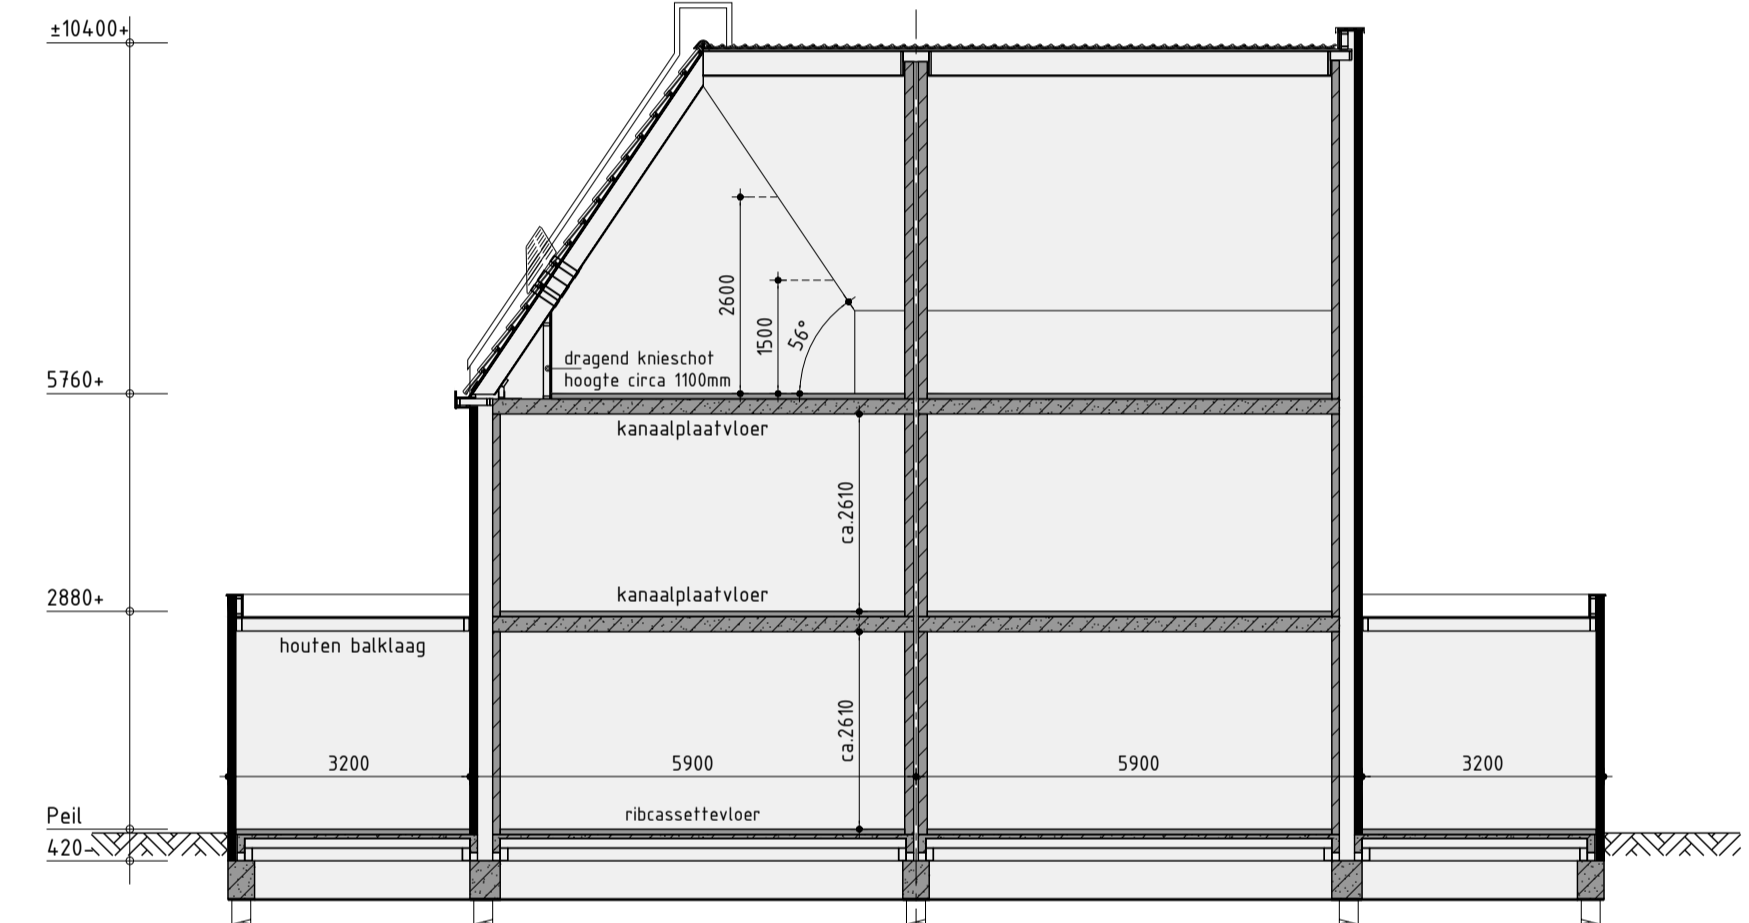 ±10400+
2600
1500
56°
dragend knieschot
hoogte circa 1100mm
5760+
kanaalplaatvloer
ca.2610
kanaalplaatvloer
2880+
houten balklaag
ca.2610
3200
5900
5900
3200
Peil
ribcassettevloer
420-